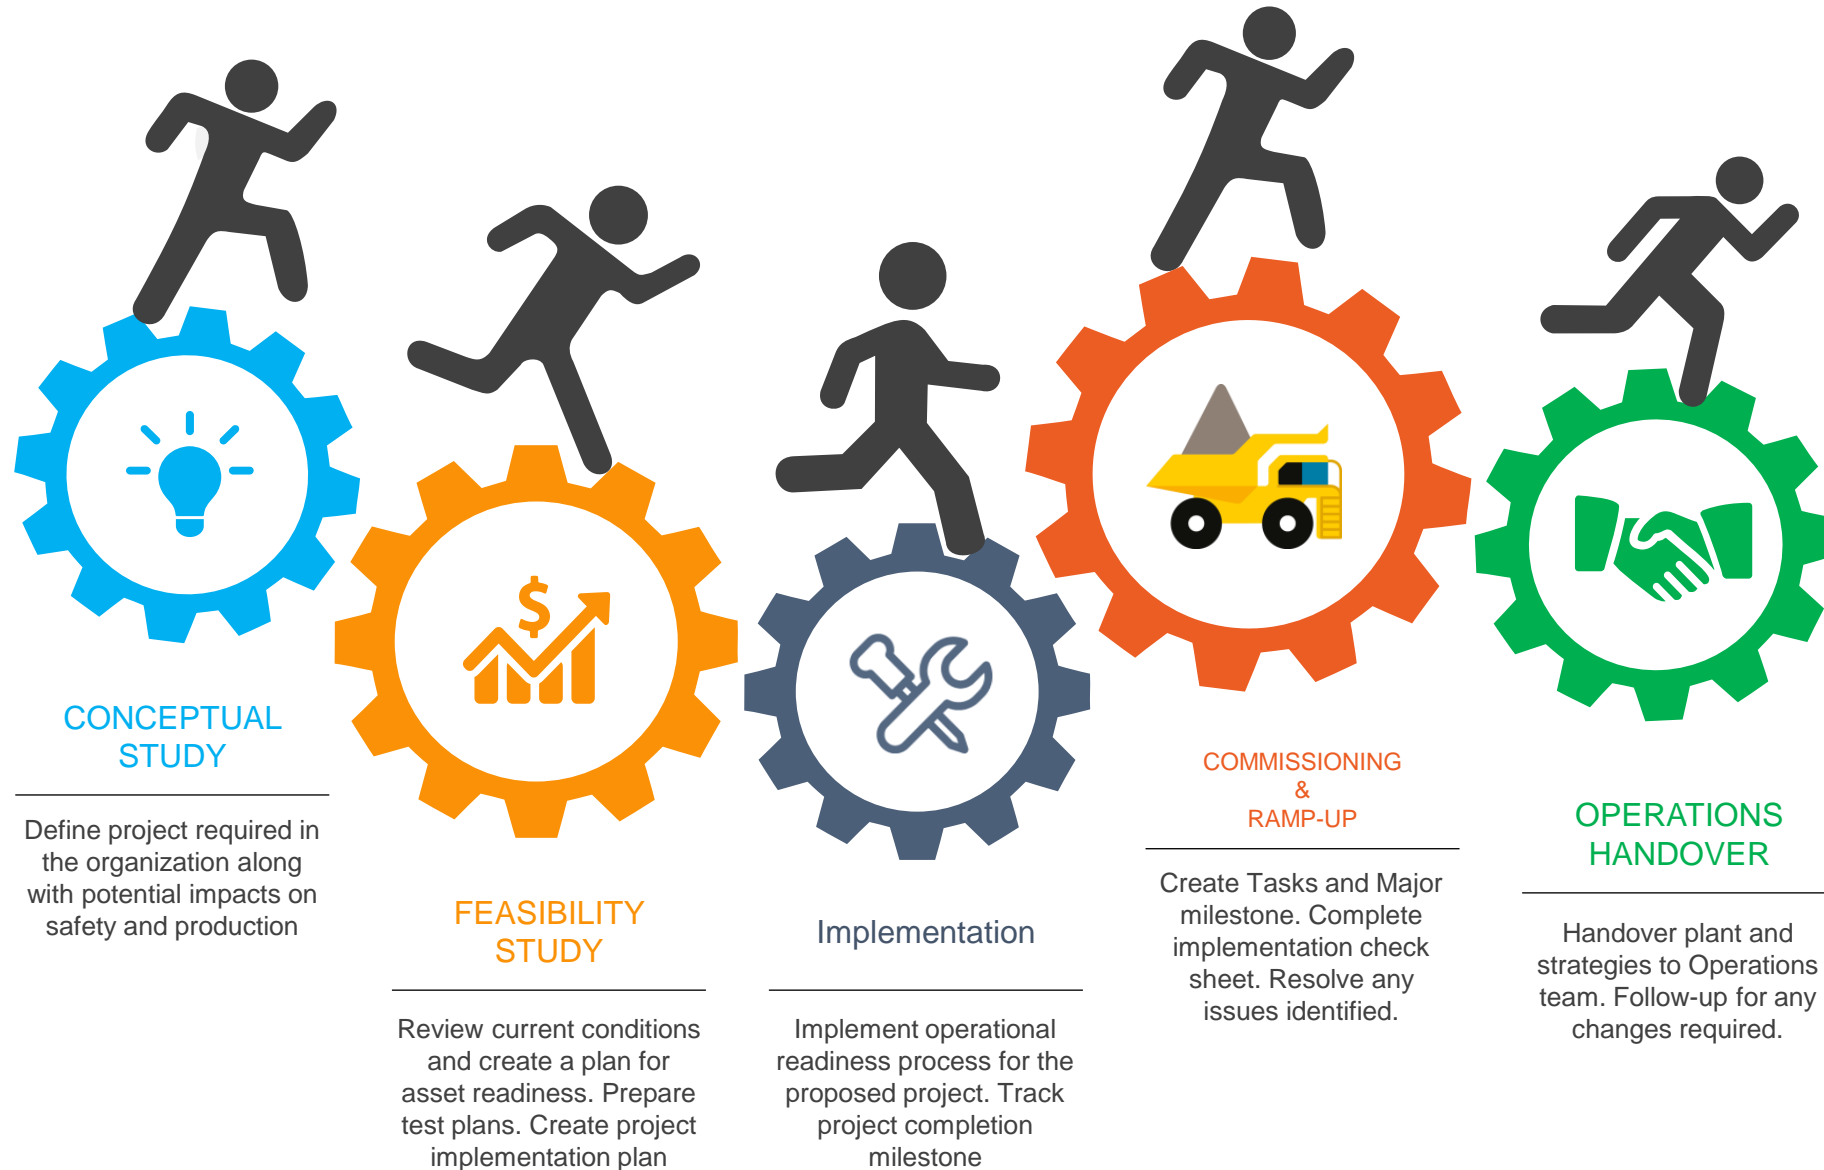 CONCEPTUAL
STUDY
Define project required in
the organization along
with potential impacts on
safety and production
$
FEASIBILITY
STUDY
Review current conditions
and create a plan for
asset readiness. Prepare
test plans. Create project
implementation plan
Implementation
Implement operational
readiness process for the
proposed project. Track
project completion
milestone
COMMISSIONING
&
RAMP-UP
Create Tasks and Major
milestone. Complete
implementation check
sheet. Resolve any
issues identified.
OPERATIONS
HANDOVER
Handover plant and
strategies to Operations
team. Follow-up for any
changes required.